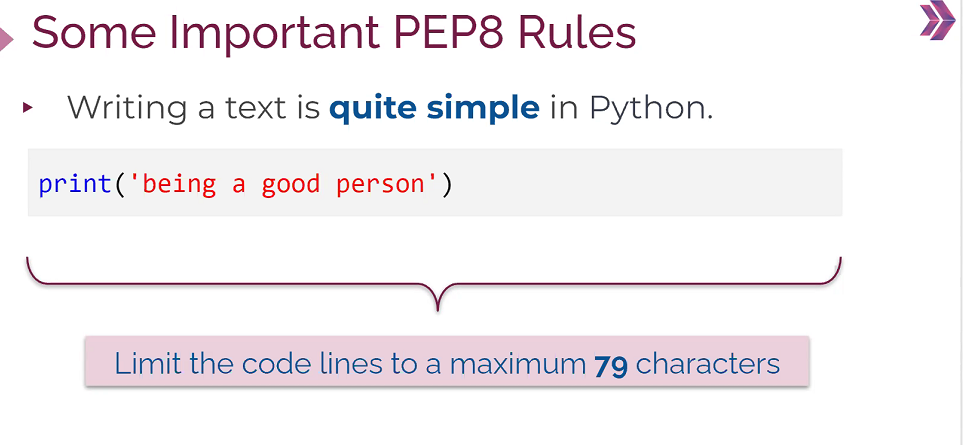 Some Important PEP8 Rules
Writing a text is quite simple in Python.
print('being a good person')
Limit the code lines to a maximum 79 characters